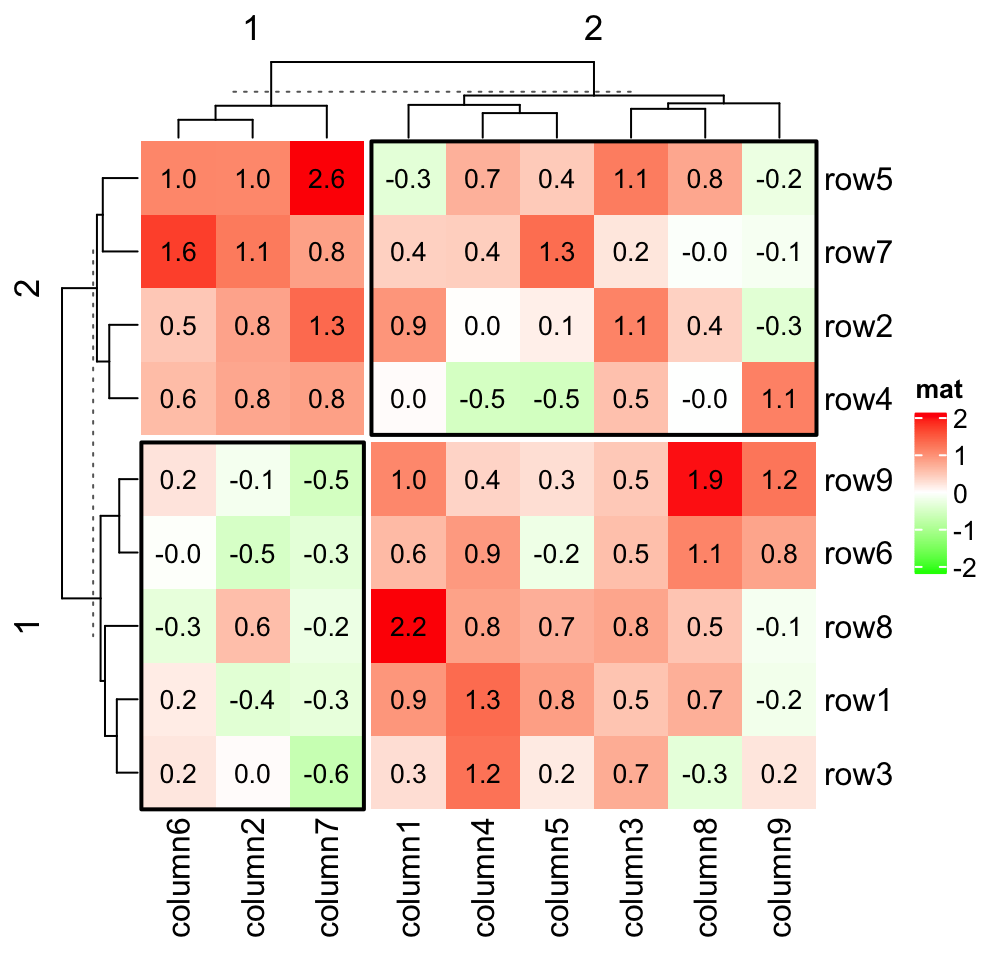 1 2
2
1.0 1.0 2.6 -0.3 0.7 0.4 1.1 0.8 -0.2 row5
1.6 1.1 0.8 0.4 0.4 1.3 0.2 -0.0 -0.1 row7
0.5 0.8 1.3 0.9 0.0 0.1 1.1 0.4 -0.3 row2
0.6 0.8 0.8 0.0 -0.5 -0.5 0.5 -0.0 1.1 row4
1
0.2 -0.1 -0.5 1.0 0.4 0.3 0.5 1.9 1.2 row9
-0.0 -0.5 -0.3 0.6 0.9 -0.2 0.5 1.1 0.8 row6
-0.3 0.6 -0.2 2.2 0.8 0.7 0.8 0.5 -0.1 row8
0.2 -0.4 -0.3 0.9 1.3 0.8 0.5 0.7 -0.2 row1
0.2 0.0 -0.6 0.3 1.2 0.2 0.7 -0.3 0.2 row3
column6 column2 column7 column1 column4 column5 column3 column8 column9
mat
2
1
0
-1
-2